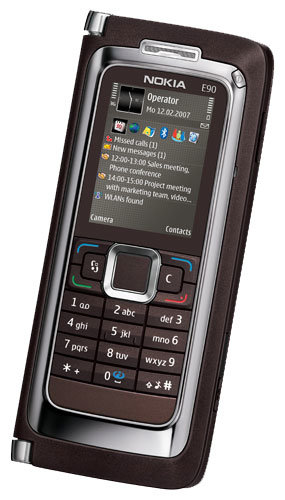 NOKIA E90
Operator
Mo 12.02.2007
Missed calls (1)
New messages (1)
12:00-13:00 Sales meeting,
Phone conference
14:00-15:00 Project meeting
with marketing team, video...
WLANs found
Camera Contacts
C
1 2 abc def 3
4 ghi 5 jkl mno 6
7 pqrs 8 tuv wxyz 9
* + 0 #